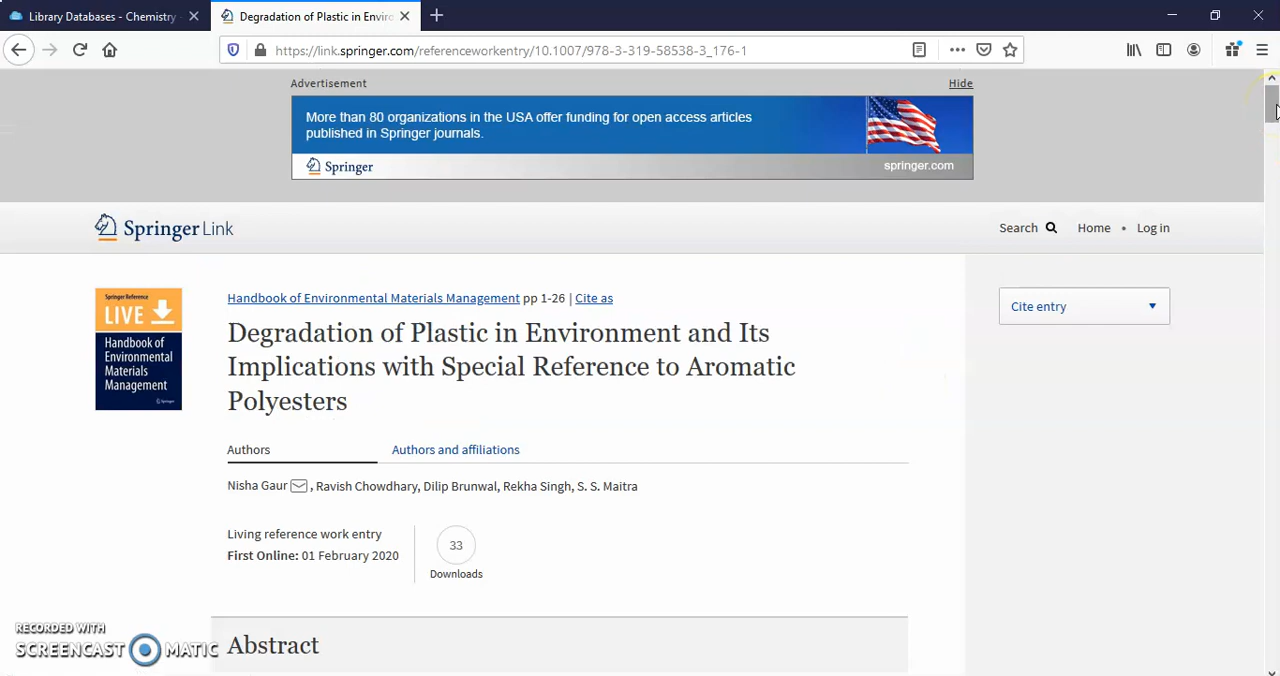 Library Databases - Chemistry
Degradation of Plastic in Enviro
https://link.springer.com/referenceworkentry/10.1007/978-3-319-58538-3_176-1
Advertisement
Hide
More than 80 organizations in the USA offer funding for open access articles
published in Springer journals.
Springer
springer.com
Springer Link
Search
Home • Log in
Springer Reference
LIVE
Handbook of
Environmental
Materials
Management
Springer
Handbook of Environmental Materials Management pp 1-26 | Cite as
Cite entry
Degradation of Plastic in Environment and Its
Implications with Special Reference to Aromatic
Polyesters
Authors
Authors and affiliations
Nisha Gaur , Ravish Chowdhary, Dilip Brunwal, Rekha Singh, S. S. Maitra
Living reference work entry
First Online: 01 February 2020
33
Downloads
Abstract
RECORDED WITH
SCREENCAST MATIC